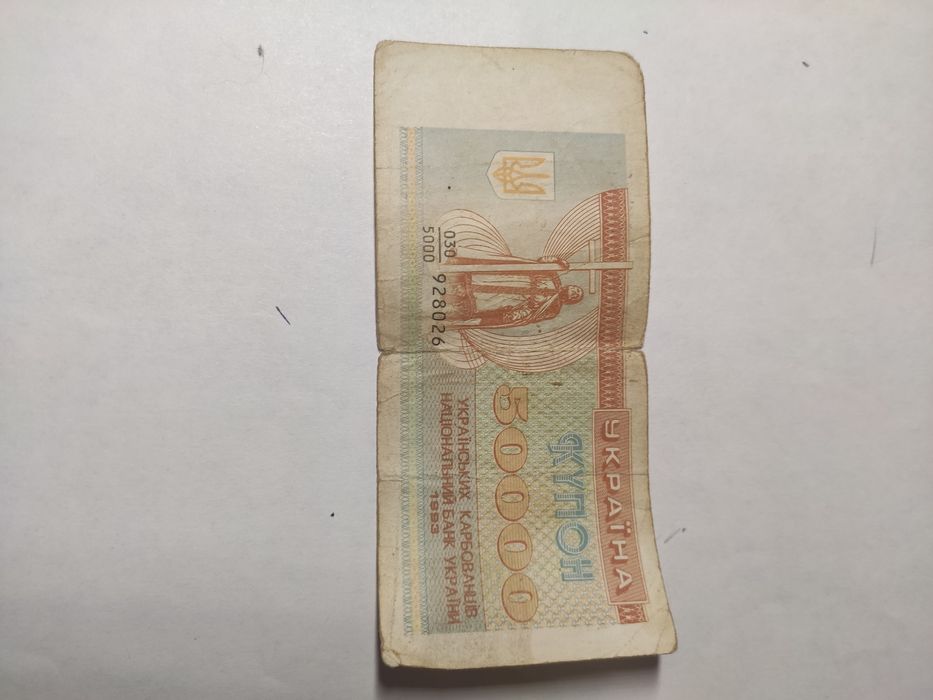 УКРАЇНА
КУПОН
50000
УКРАЇНСЬКИХ КАРБОВАНЦІВ
НАЦІОНАЛЬНИЙ БАНК УКРАЇНИ
1993
030
5000 928026